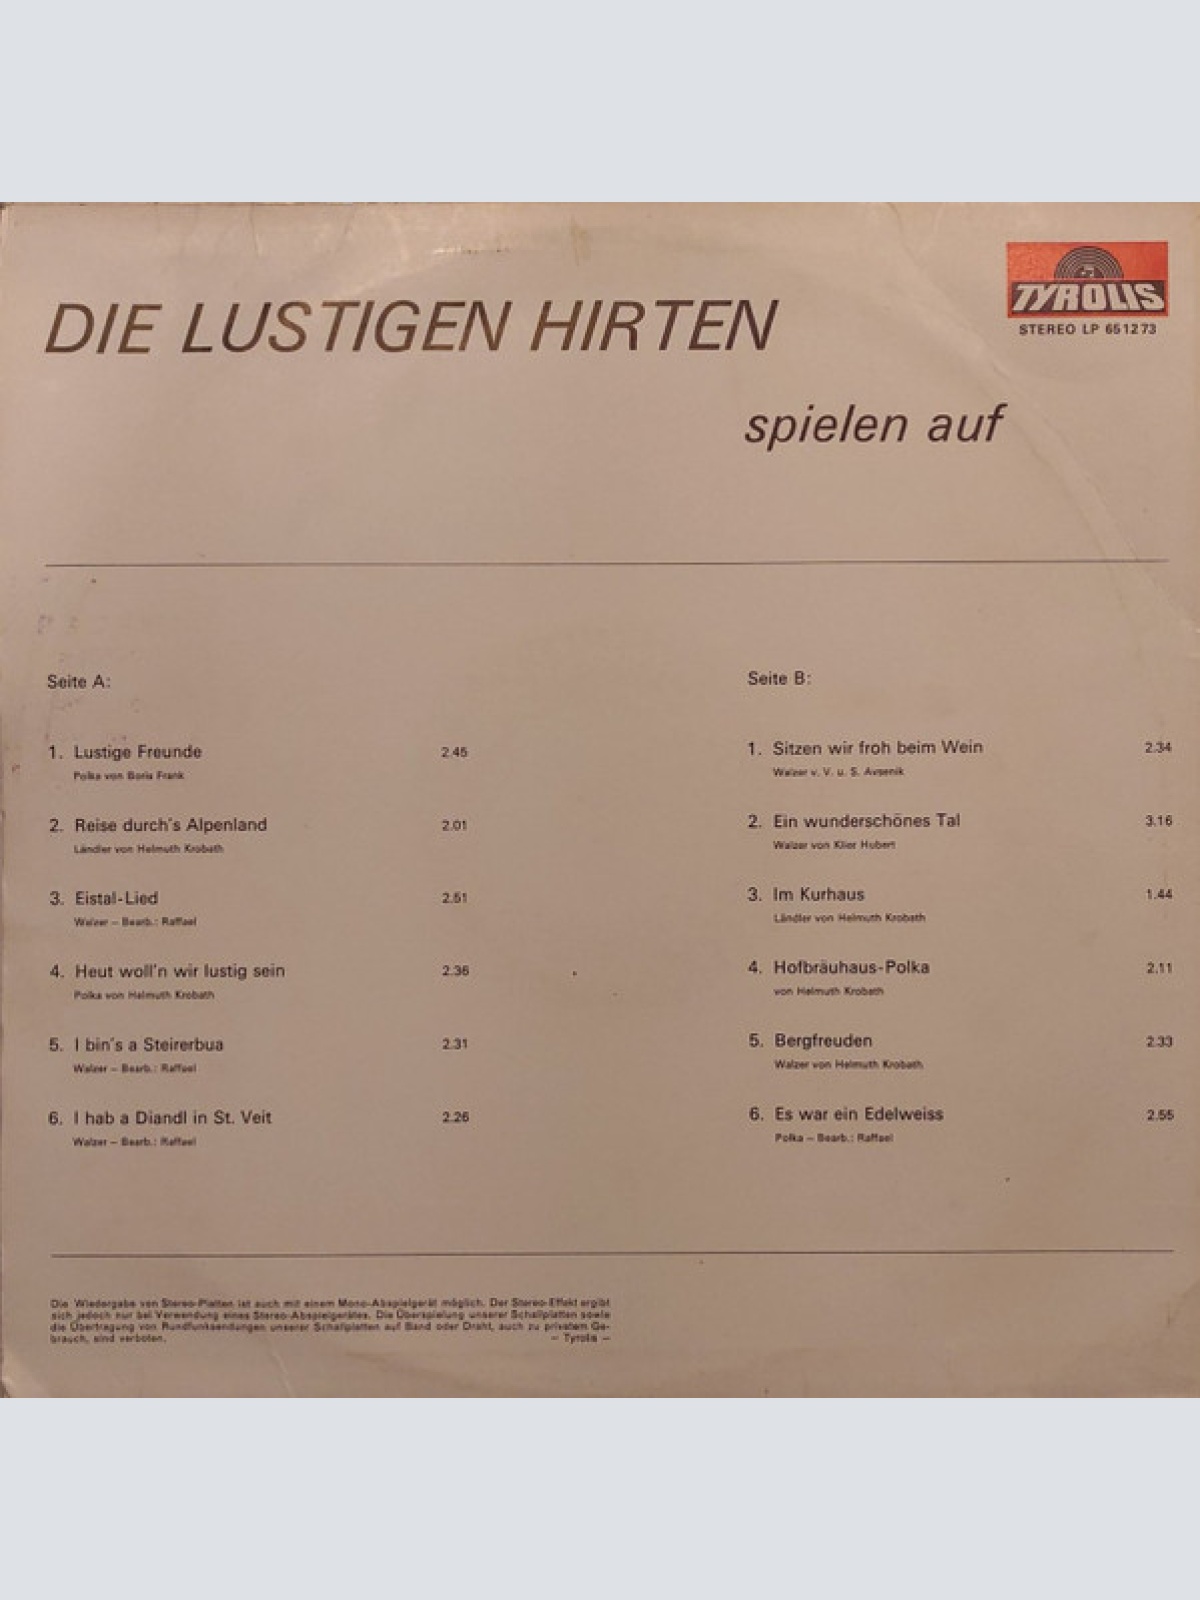 TYROLIS
STEREO LP 651273
DIE LUSTIGEN HIRTEN
spielen auf
Seite A:
1. Lustige Freunde 2.45
Polka von Boris Frank
2. Reise durch's Alpenland 2.01
Ländler von Helmuth Krobath
3. Eistal-Lied 2.51
Walzer – Bearb.: Raffael
4. Heut woll'n wir lustig sein 2.36
Polka von Helmuth Krobath
5. I bin's a Steirerbua 2.31
Walzer – Bearb.: Raffael
6. I hab a Diandl in St. Veit 2.26
Walzer – Bearb.: Raffael
Seite B:
1. Sitzen wir froh beim Wein 2.34
Walzer v. V. u. S. Avsenik
2. Ein wunderschönes Tal 3.16
Walzer von Klier Hubert
3. Im Kurhaus 1.44
Ländler von Helmuth Krobath
4. Hofbräuhaus-Polka 2.11
von Helmuth Krobath
5. Bergfreuden 2.33
Walzer von Helmuth Krobath
6. Es war ein Edelweiss 2.55
Polka – Bearb.: Raffael
Die Wiedergabe von Stereo-Platten ist auch mit einem Mono-Abspielgerät möglich. Der Stereo-Effekt ergibt
sich jedoch nur bei Verwendung eines Stereo-Abspielgerätes. Die Überspielung unserer Schallplatten sowie
die Übertragung von Rundfunksendungen unserer Schallplatten auf Band oder Draht, auch zu privatem Ge-
brauch, sind verboten. – Tyrolis –